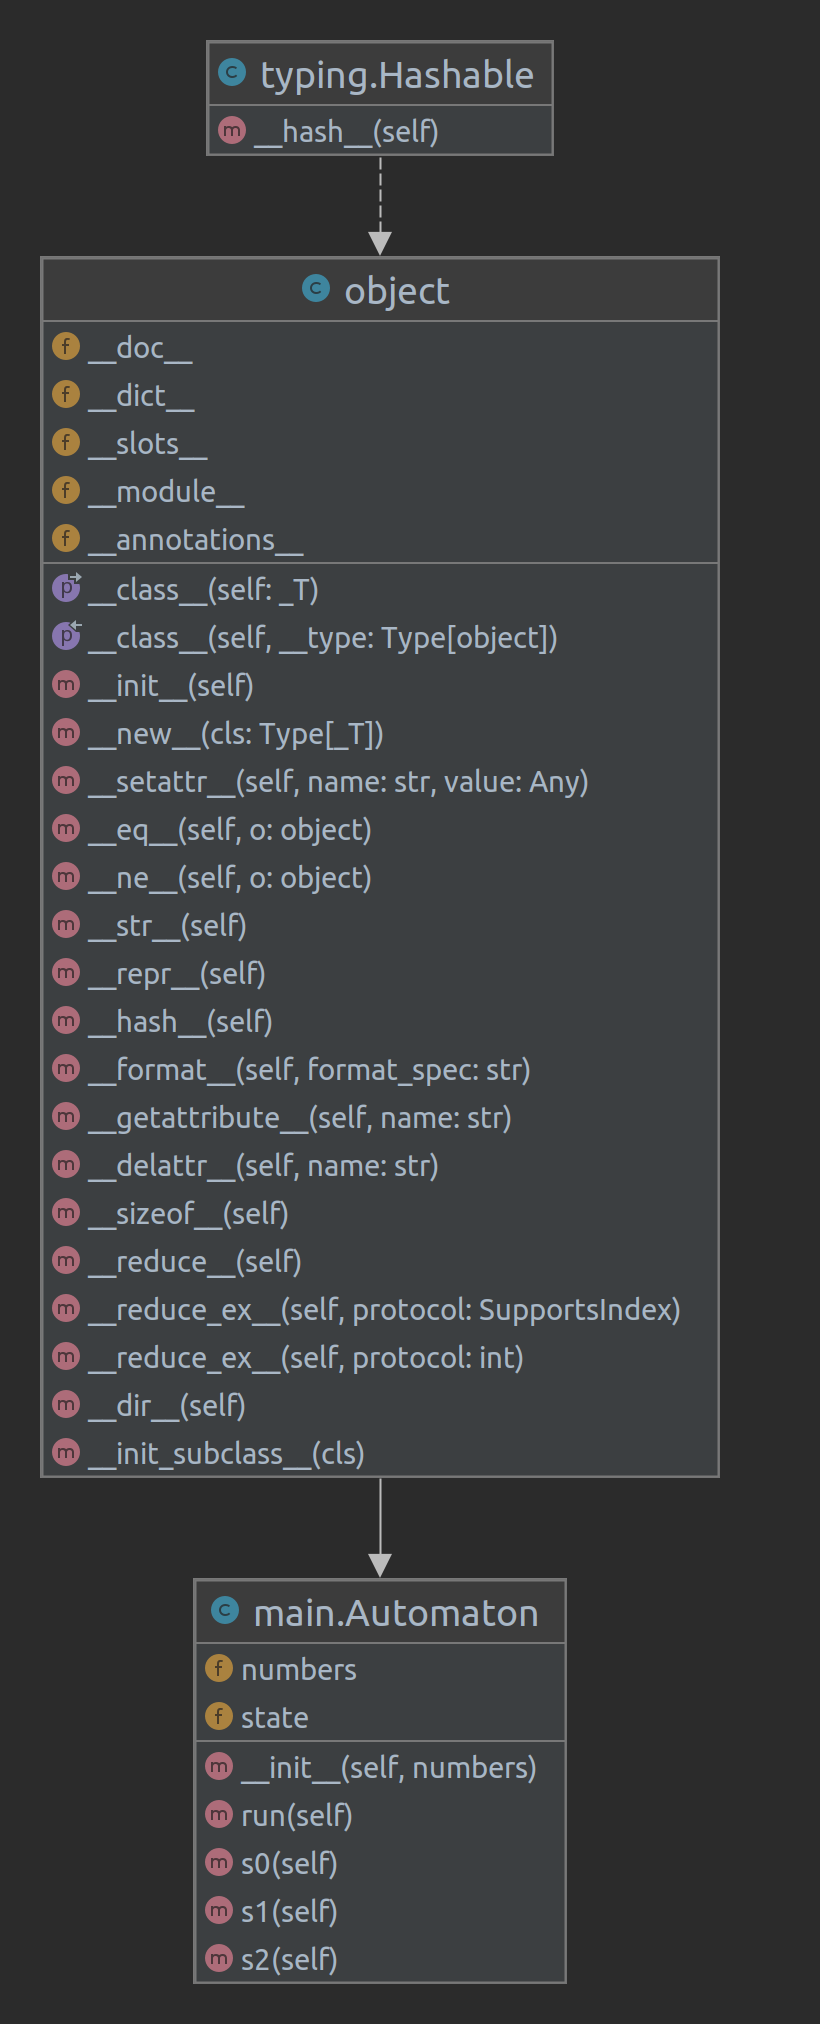 typing.Hashable
__hash__(self)
object
__doc__
__dict__
__slots__
__module__
__annotations__
__class__(self: _T)
__class__(self, __type: Type[object])
__init__(self)
__new__(cls: Type[_T])
__setattr__(self, name: str, value: Any)
__eq__(self, o: object)
__ne__(self, o: object)
__str__(self)
__repr__(self)
__hash__(self)
__format__(self, format_spec: str)
__getattribute__(self, name: str)
__delattr__(self, name: str)
__sizeof__(self)
__reduce__(self)
__reduce_ex__(self, protocol: SupportsIndex)
__reduce_ex__(self, protocol: int)
__dir__(self)
__init_subclass__(cls)
main.Automaton
numbers
state
__init__(self, numbers)
run(self)
s0(self)
s1(self)
s2(self)